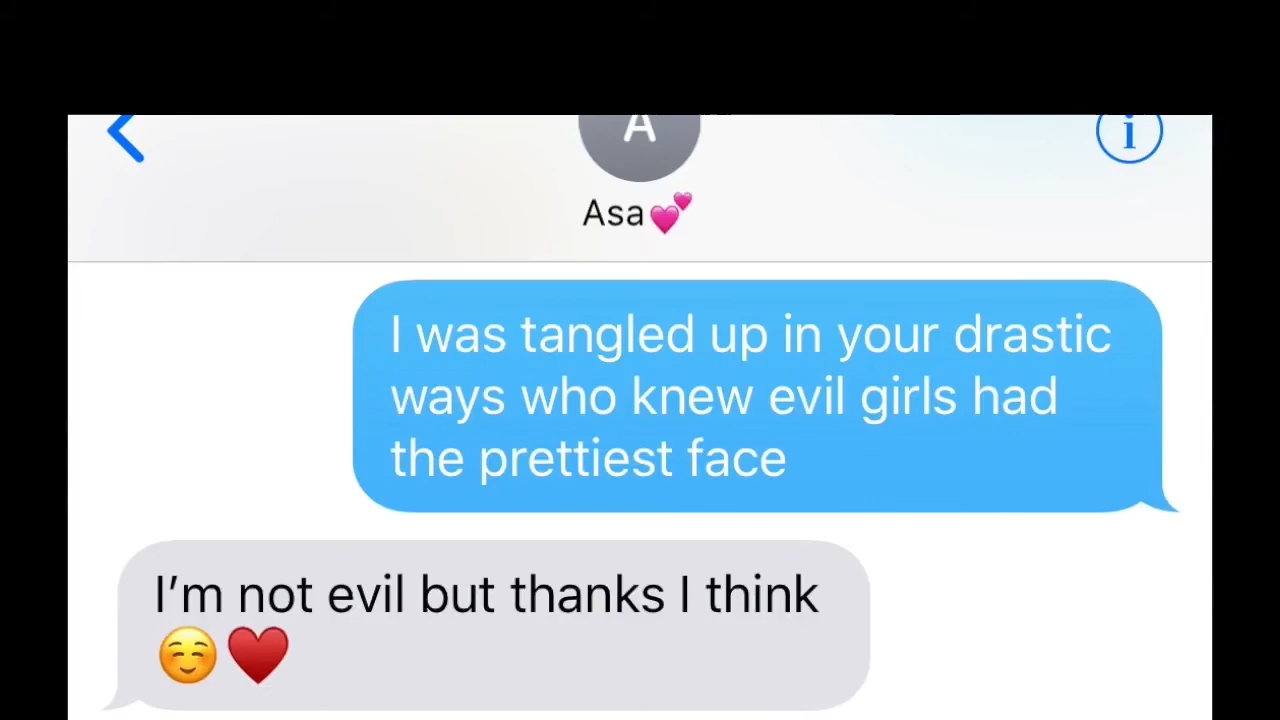 A
i
Asa💕
I was tangled up in your drastic
ways who knew evil girls had
the prettiest face
I’m not evil but thanks I think
☺️♥️